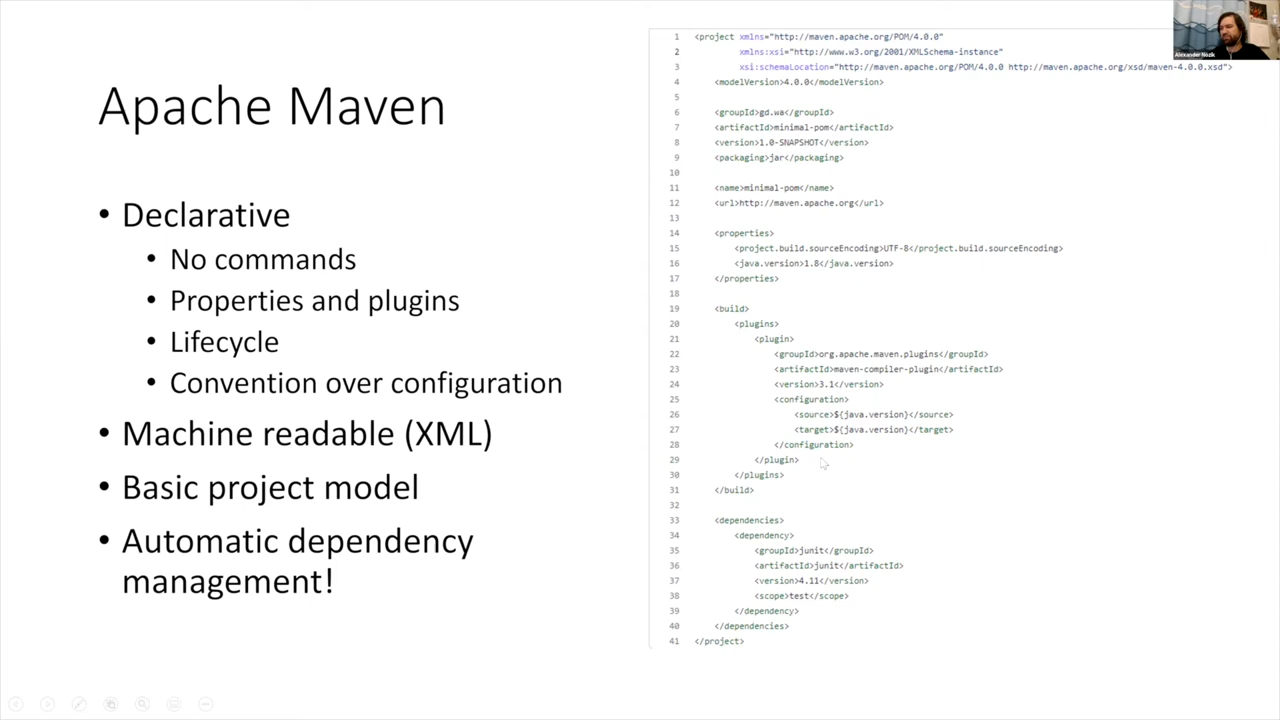 Apache Maven
• Declarative
• No commands
• Properties and plugins
• Lifecycle
• Convention over configuration
• Machine readable (XML)
• Basic project model
• Automatic dependency
management!
1 <project xmlns="http://maven.apache.org/POM/4.0.0"
2 xmlns:xsi="http://www.w3.org/2001/XMLSchema-instance"
3 xsi:schemaLocation="http://maven.apache.org/POM/4.0.0 http://maven.apache.org/xsd/maven-4.0.0.xsd">
4 <modelVersion>4.0.0</modelVersion>
5
6 <groupId>gd.wa</groupId>
7 <artifactId>minimal-pom</artifactId>
8 <version>1.0-SNAPSHOT</version>
9 <packaging>jar</packaging>
10
11 <name>minimal-pom</name>
12 <url>http://maven.apache.org</url>
13
14 <properties>
15 <project.build.sourceEncoding>UTF-8</project.build.sourceEncoding>
16 <java.version>1.8</java.version>
17 </properties>
18
19 <build>
20 <plugins>
21 <plugin>
22 <groupId>org.apache.maven.plugins</groupId>
23 <artifactId>maven-compiler-plugin</artifactId>
24 <version>3.1</version>
25 <configuration>
26 <source>${java.version}</source>
27 <target>${java.version}</target>
28 </configuration>
29 </plugin>
30 </plugins>
31 </build>
32
33 <dependencies>
34 <dependency>
35 <groupId>junit</groupId>
36 <artifactId>junit</artifactId>
37 <version>4.11</version>
38 <scope>test</scope>
39 </dependency>
40 </dependencies>
41 </project>
Alexander Nozik